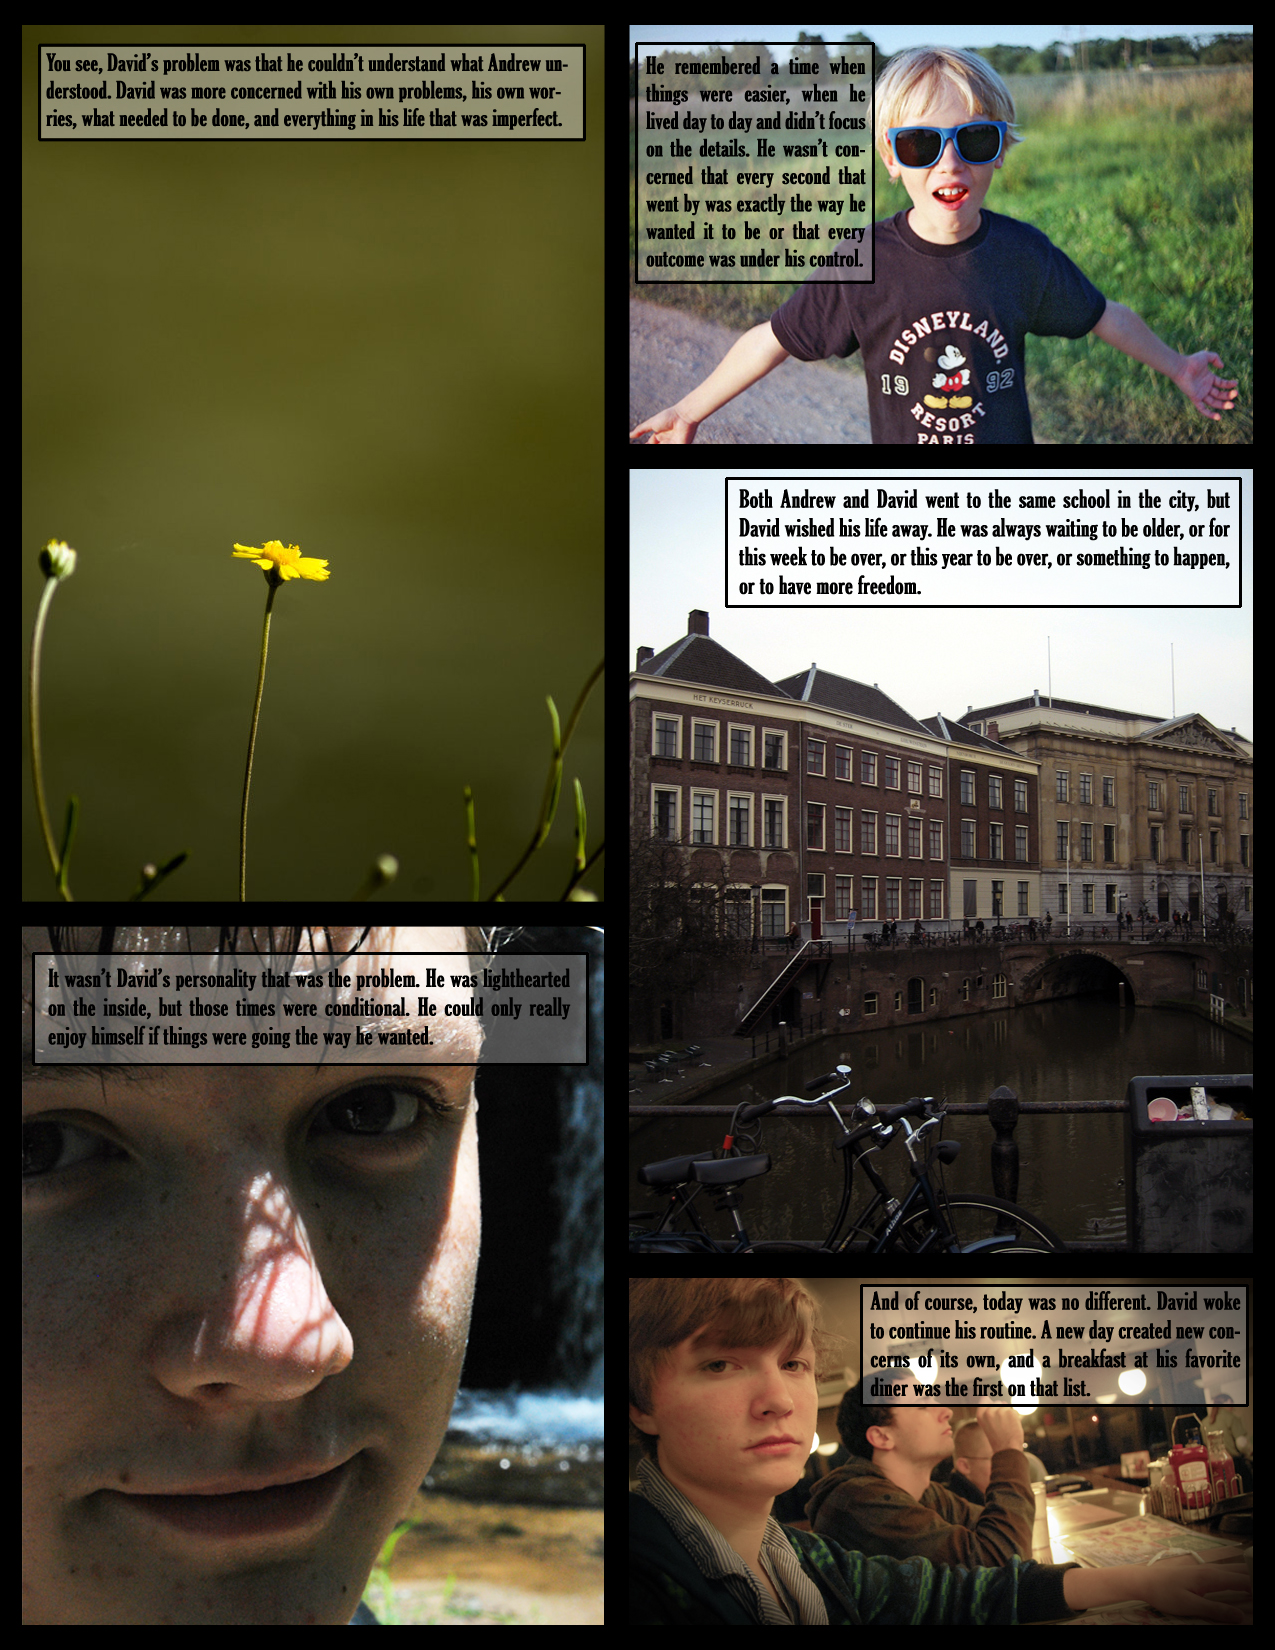 You see, David's problem was that he couldn't understand what Andrew un-
derstood. David was more concerned with his own problems, his own wor-
ries, what needed to be done, and everything in his life that was imperfect.
It wasn't David's personality that was the problem. He was lighthearted
on the inside, but those times were conditional. He could only really
enjoy himself if things were going the way he wanted.
He remembered a time when
things were easier, when he
lived day to day and didn't focus
on the details. He wasn't con-
cerned that every second that
went by was exactly the way he
wanted it to be or that every
outcome was under his control.
DISNEYLAND
19 92
RESORT
PARIS
Both Andrew and David went to the same school in the city, but
David wished his life away. He was always waiting to be older, or for
this week to be over, or this year to be over, or something to happen,
or to have more freedom.
HET KEYSERRIJCK
And of course, today was no different. David woke
to continue his routine. A new day created new con-
cerns of its own, and a breakfast at his favorite
diner was the first on that list.